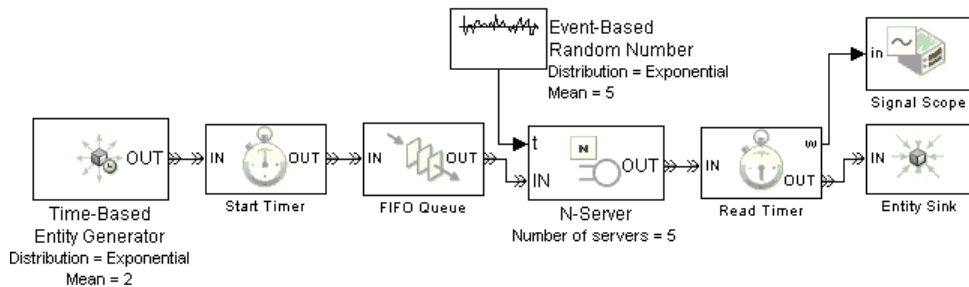 Event-Based
Random Number
Distribution = Exponential
Mean = 5
in
Signal Scope
OUT
Time-Based
Entity Generator
Distribution = Exponential
Mean = 2
IN
OUT
Start Timer
IN
OUT
FIFO Queue
t
N
IN
OUT
N-Server
Number of servers = 5
IN
w
OUT
Read Timer
IN
Entity Sink